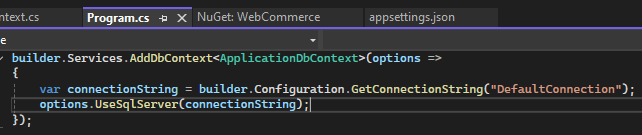 ntext.cs Program.cs NuGet: WebCommerce appsettings.json
e
builder.Services.AddDbContext<ApplicationDbContext>(options =>
{
var connectionString = builder.Configuration.GetConnectionString("DefaultConnection");
options.UseSqlServer(connectionString);
});